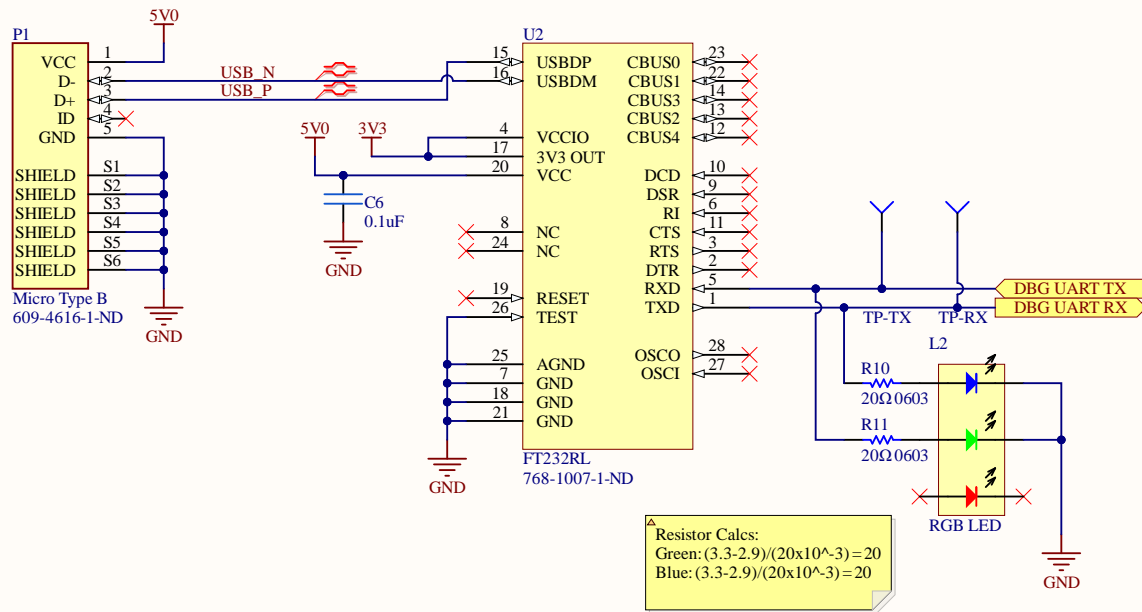 P1
VCC 1
D- 2
D+ 3
ID 4
GND 5
SHIELD S1
SHIELD S2
SHIELD S3
SHIELD S4
SHIELD S5
SHIELD S6
Micro Type B
609-4616-1-ND
5V0
GND
USB_N
USB_P
5V0
3V3
C6
0.1uF
GND
U2
15 USBDP
16 USBDM
4 VCCIO
17 3V3 OUT
20 VCC
8 NC
24 NC
19 RESET
26 TEST
25 AGND
7 GND
18 GND
21 GND
GND
CBUS0 23
CBUS1 22
CBUS3 14
CBUS2 13
CBUS4 12
DCD 10
DSR 9
RI 6
CTS 11
RTS 3
DTR 2
RXD 5
TXD 1
OSCO 28
OSCI 27
FT232RL
768-1007-1-ND
DBG UART TX
DBG UART RX
TP-TX
TP-RX
L2
R10
20Ω 0603
R11
20Ω 0603
RGB LED
GND
Resistor Calcs:
Green: (3.3-2.9)/(20x10^-3)=20
Blue: (3.3-2.9)/(20x10^-3)=20